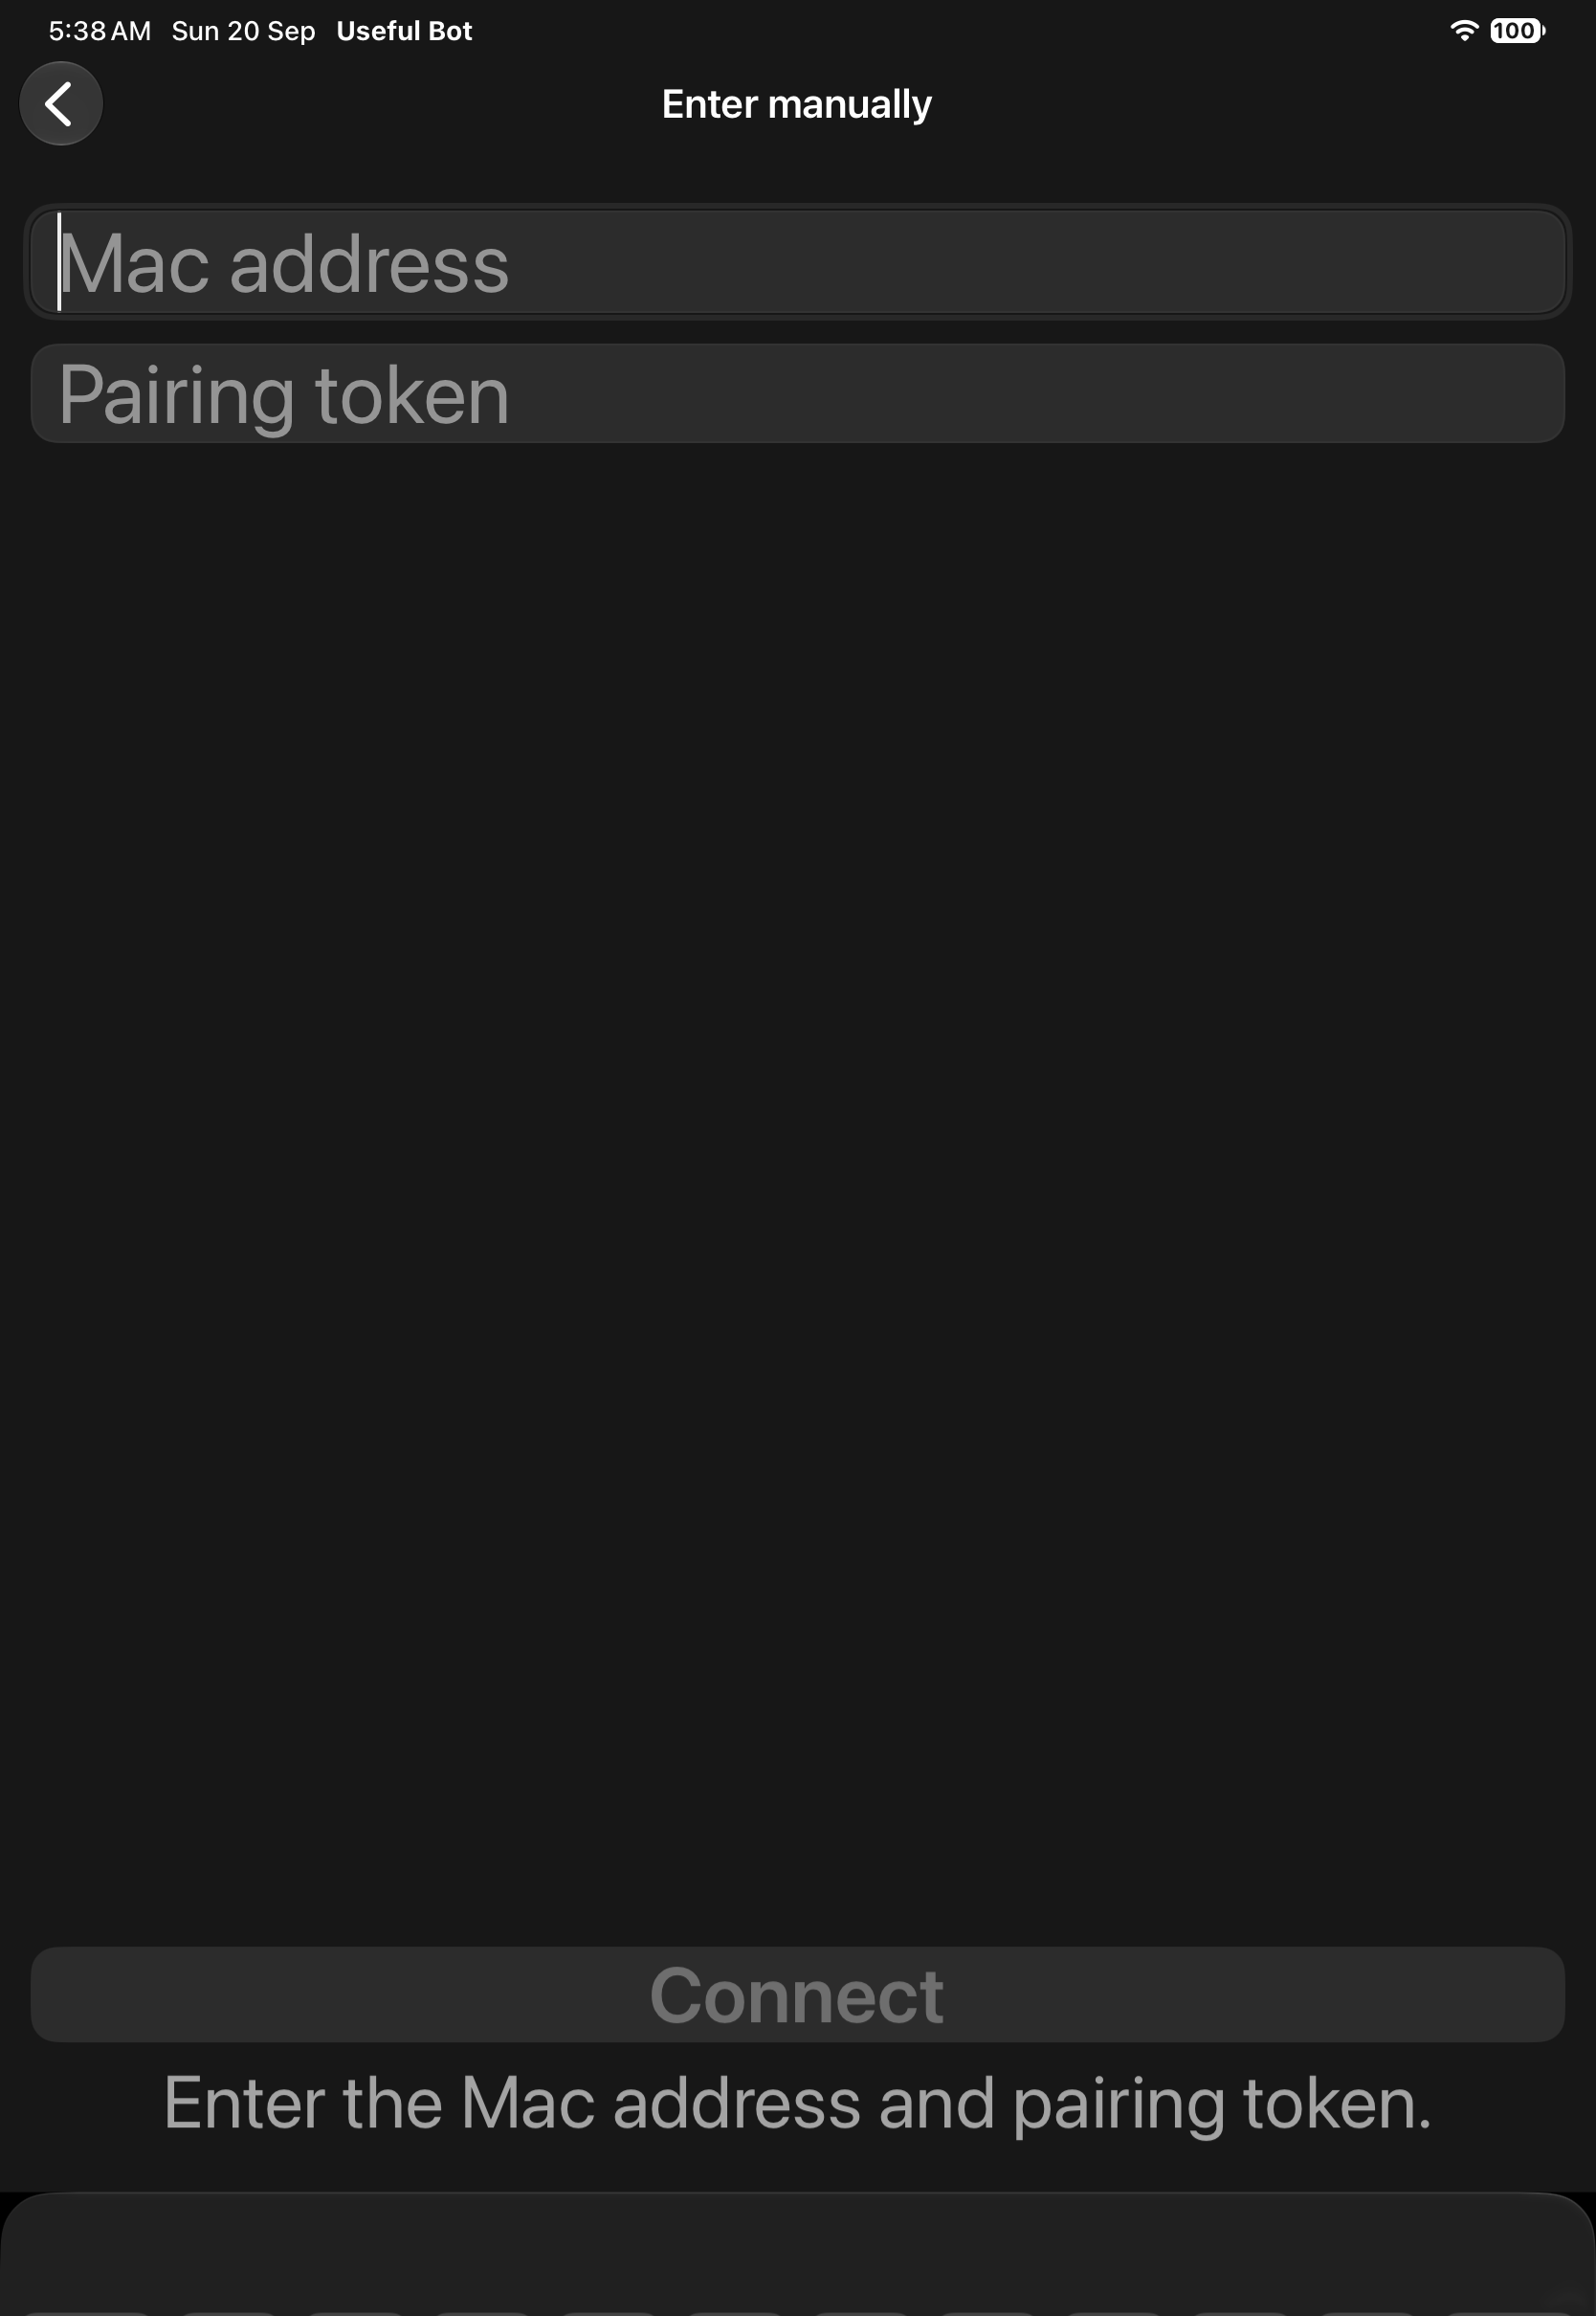 5:38 AM Sun 20 Sep Useful Bot 100
Enter manually
Mac address
Pairing token
Connect
Enter the Mac address and pairing token.